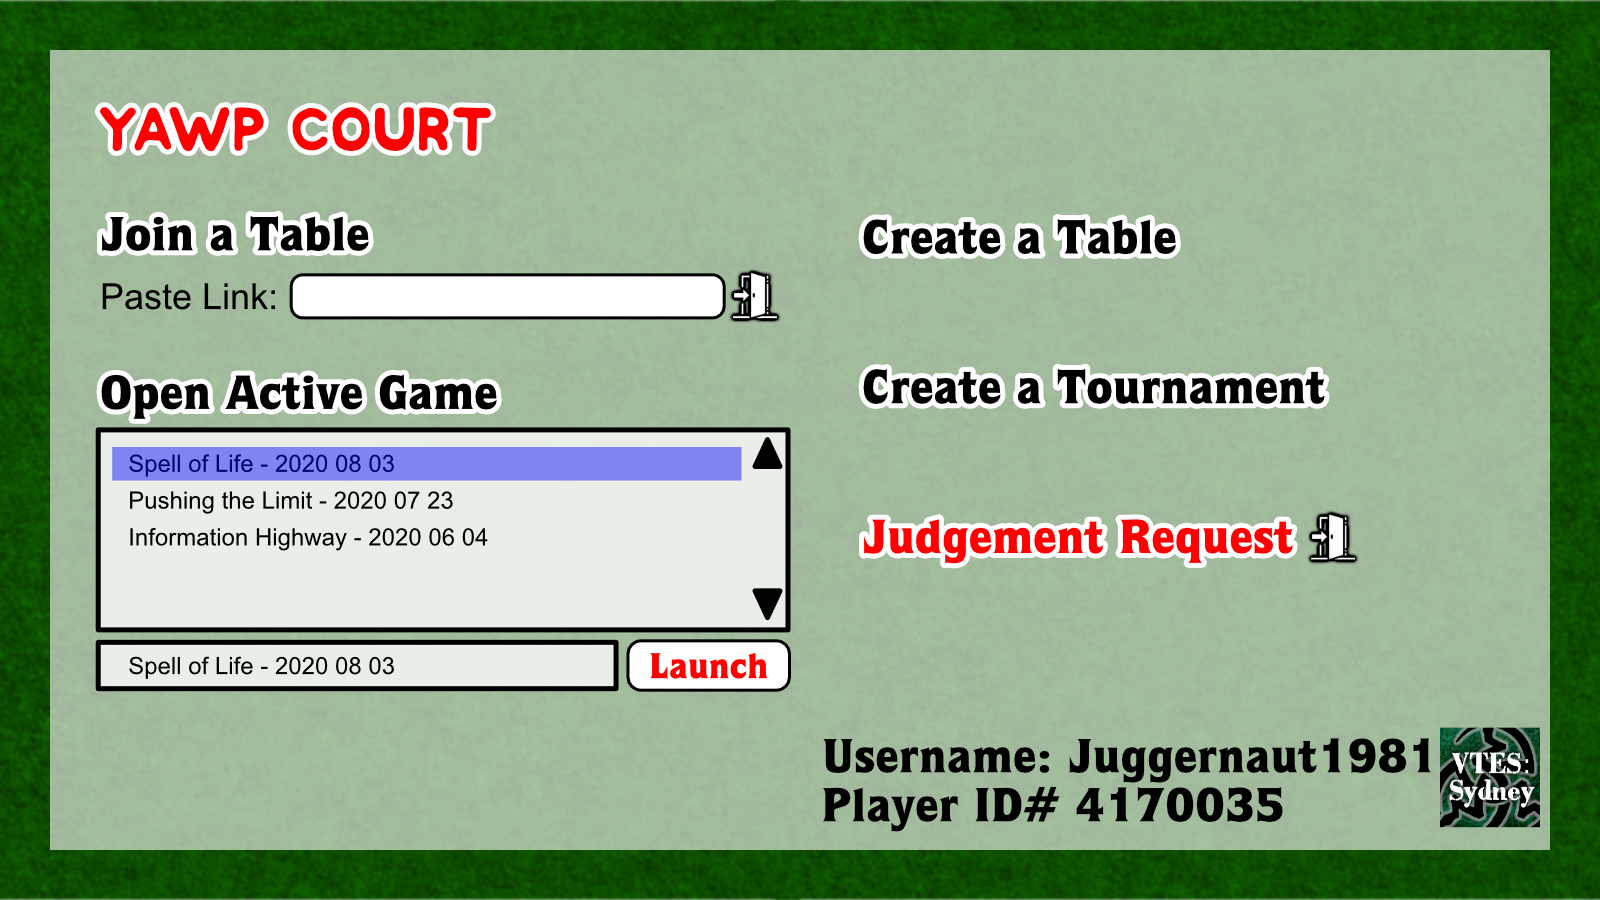 YAWP COURT
Join a Table
Paste Link:
Open Active Game
Spell of Life - 2020 08 03
Pushing the Limit - 2020 07 23
Information Highway - 2020 06 04
Spell of Life - 2020 08 03
Launch
Create a Table
Create a Tournament
Judgement Request
Username: Juggernaut1981
Player ID# 4170035
VTES:
Sydney